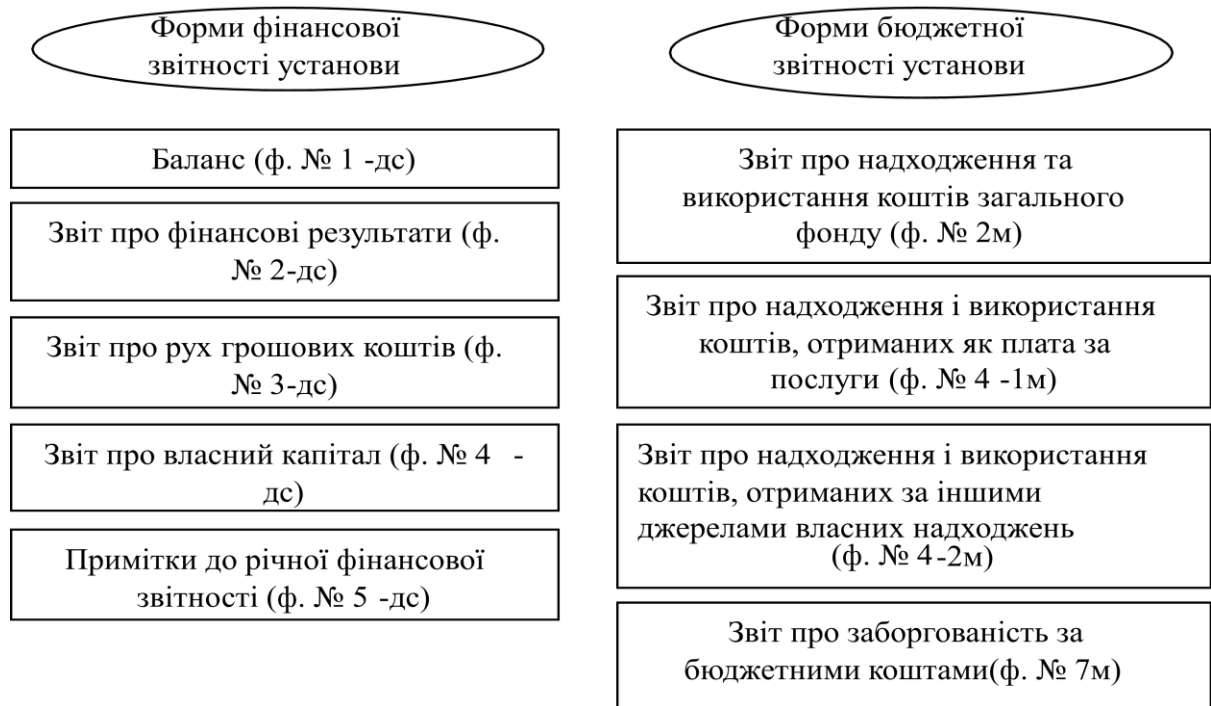 Форми фінансової
звітності установи
Баланс (ф. № 1 -дс)
Звіт про фінансові результати (ф.
№ 2-дс)
Звіт про рух грошових коштів (ф.
№ 3-дс)
Звіт про власний капітал (ф. № 4 -
дс)
Примітки до річної фінансової
звітності (ф. № 5 -дс)
Форми бюджетної
звітності установи
Звіт про надходження та
використання коштів загального
фонду (ф. № 2м)
Звіт про надходження і використання
коштів, отриманих як плата за
послуги (ф. № 4 -1м)
Звіт про надходження і використання
коштів, отриманих за іншими
джерелами власних надходжень
(ф. № 4-2м)
Звіт про заборгованість за
бюджетними коштами(ф. № 7м)